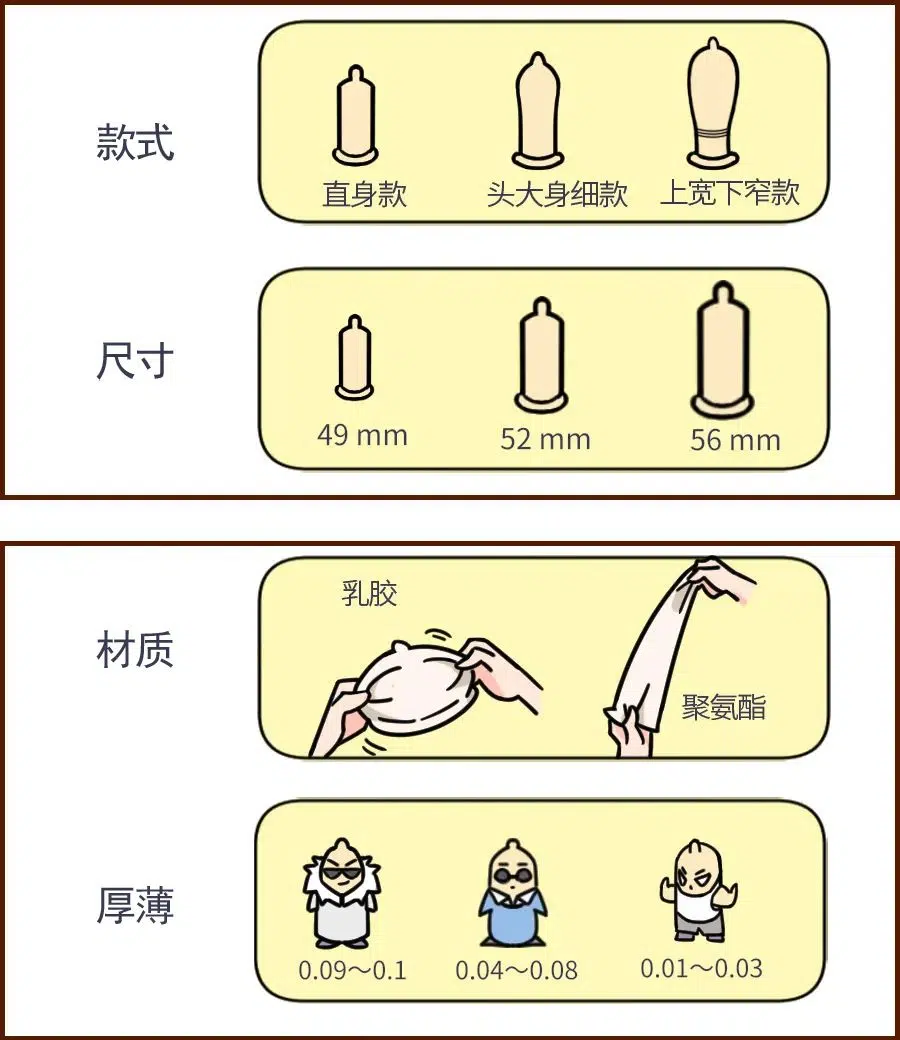 款式
直身款
头大身细款
上宽下窄款
尺寸
49 mm
52 mm
56 mm
材质
乳胶
聚氨酯
厚薄
0.09～0.1
0.04～0.08
0.01～0.03